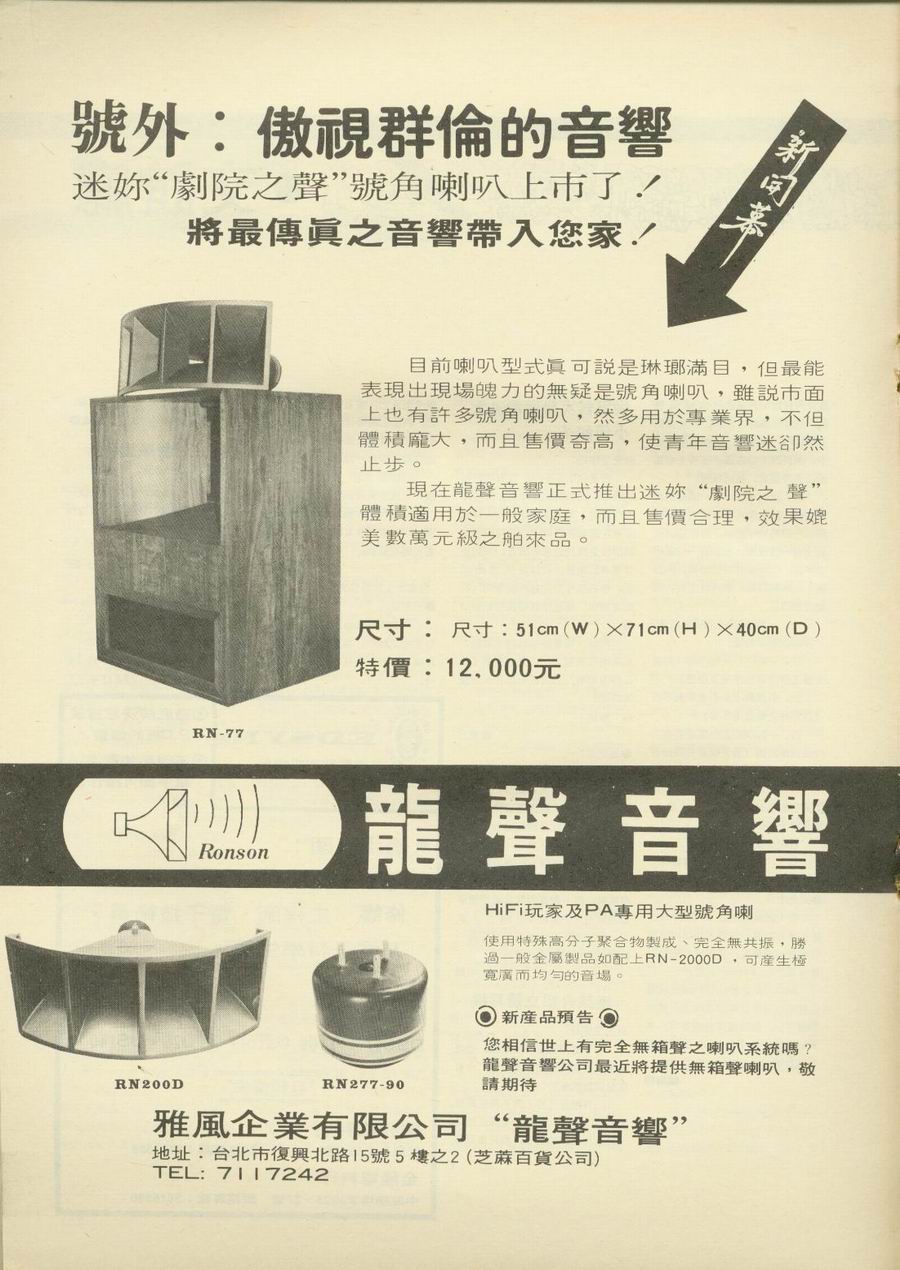 號外：傲視群倫的音響
迷妳“劇院之聲”號角喇叭上市了！
將最傳眞之音響帶入您家！
新開幕
目前喇叭型式眞可說是琳瑯滿目，但最能
表現出現場魄力的無疑是號角喇叭，雖說市面
上也有許多號角喇叭，然多用於專業界，不但
體積龐大，而且售價奇高，使青年音響迷卻然
止步。
現在龍聲音響正式推出迷妳“劇院之聲”
體積適用於一般家庭，而且售價合理，效果媲
美數萬元級之舶來品。
尺寸：尺寸：51cm(W)×71cm(H)×40cm(D)
特價：12,000元
RN-77
Ronson
龍聲音響
HiFi玩家及PA專用大型號角喇
使用特殊高分子聚合物製成、完全無共振，勝
過一般金屬製品如配上RN-2000D，可產生極
寬廣而均勻的音場。
新產品預告
您相信世上有完全無箱聲之喇叭系統嗎?
龍聲音響公司最近將提供無箱聲喇叭，敬
請期待
RN200D
RN277-90
雅風企業有限公司“龍聲音響”
地址：台北市復興北路15號5樓之2(芝蔴百貨公司)
TEL: 7117242